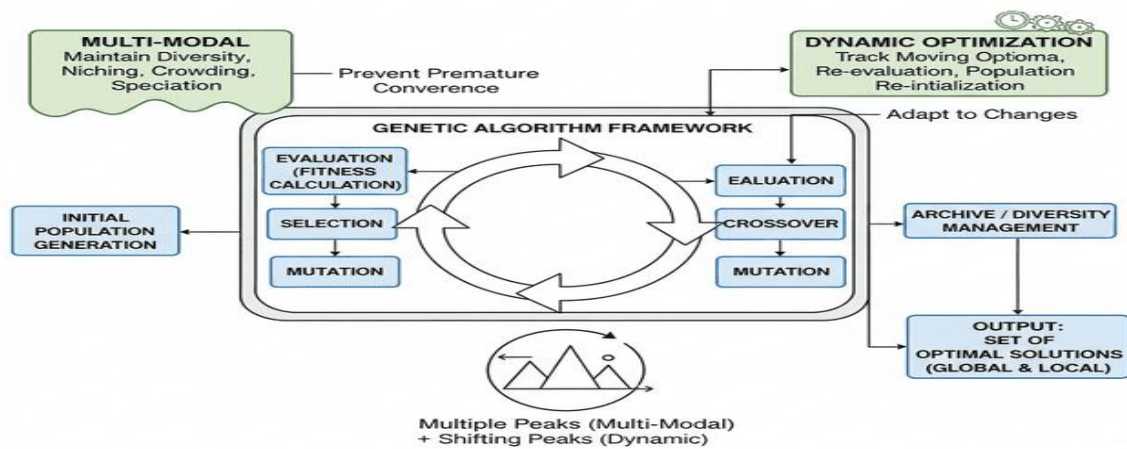 MULTI-MODAL
Maintain Diversity,
Niching, Crowding,
Speciation
Prevent Premature
Converence
DYNAMIC OPTIMIZATION
Track Moving Optioma,
Re-evaluation, Population
Re-intialization
Adapt to Changes
GENETIC ALGORITHM FRAMEWORK
EVALUATION
(FITNESS
CALCULATION)
SELECTION
MUTATION
EALUATION
CROSSOVER
MUTATION
INITIAL
POPULATION
GENERATION
ARCHIVE / DIVERSITY
MANAGEMENT
OUTPUT:
SET OF
OPTIMAL SOLUTIONS
(GLOBAL & LOCAL)
Multiple Peaks (Multi-Modal)
+ Shifting Peaks (Dynamic)